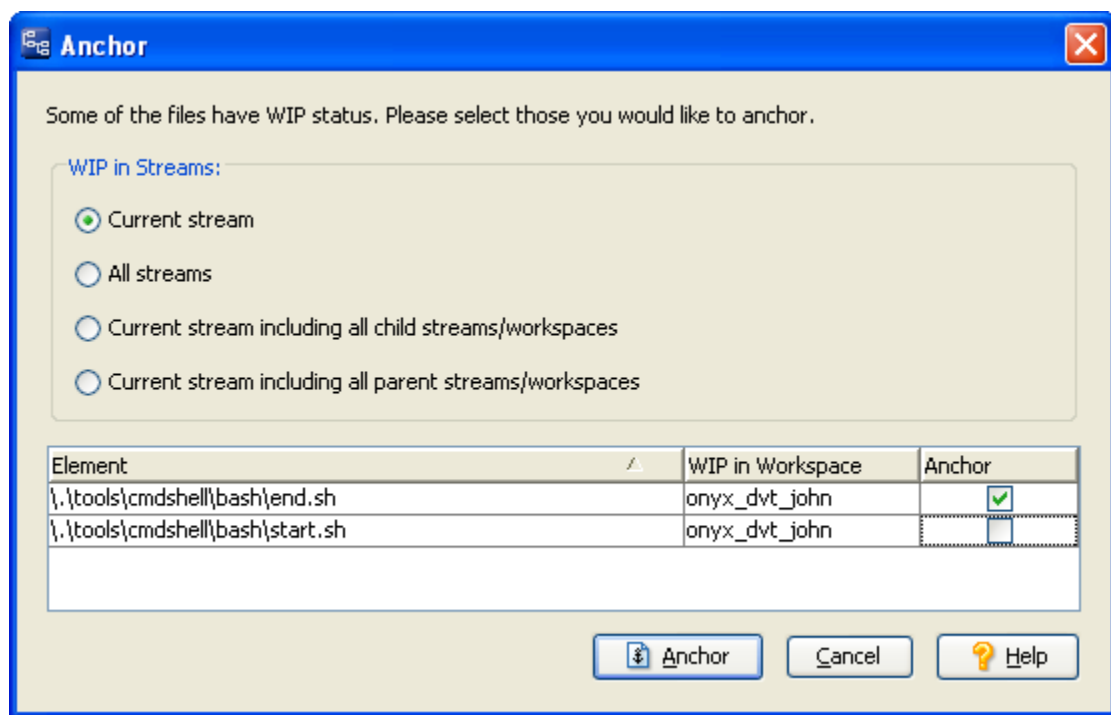 Anchor
Some of the files have WIP status. Please select those you would like to anchor.
WIP in Streams:
Current stream
All streams
Current stream including all child streams/workspaces
Current stream including all parent streams/workspaces
Element WIP in Workspace Anchor
\.\tools\cmdshell\bash\end.sh onyx_dvt_john
\.\tools\cmdshell\bash\start.sh onyx_dvt_john
Anchor Cancel Help